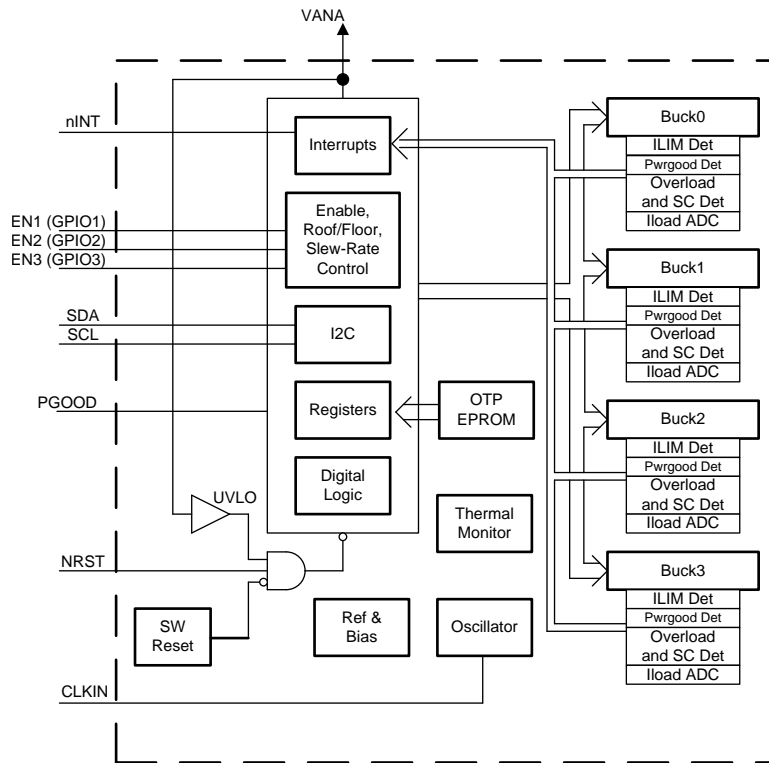 VANA
nINT
EN1 (GPIO1)
EN2 (GPIO2)
EN3 (GPIO3)
SDA
SCL
PGOOD
NRST
CLKIN
Interrupts
Enable,
Roof/Floor,
Slew-Rate
Control
I2C
Registers
Digital
Logic
UVLO
SW
Reset
Ref &
Bias
Oscillator
Thermal
Monitor
OTP
EPROM
Buck0
ILIM Det
Pwrgood Det
Overload
and SC Det
Iload ADC
Buck1
ILIM Det
Pwrgood Det
Overload
and SC Det
Iload ADC
Buck2
ILIM Det
Pwrgood Det
Overload
and SC Det
Iload ADC
Buck3
ILIM Det
Pwrgood Det
Overload
and SC Det
Iload ADC